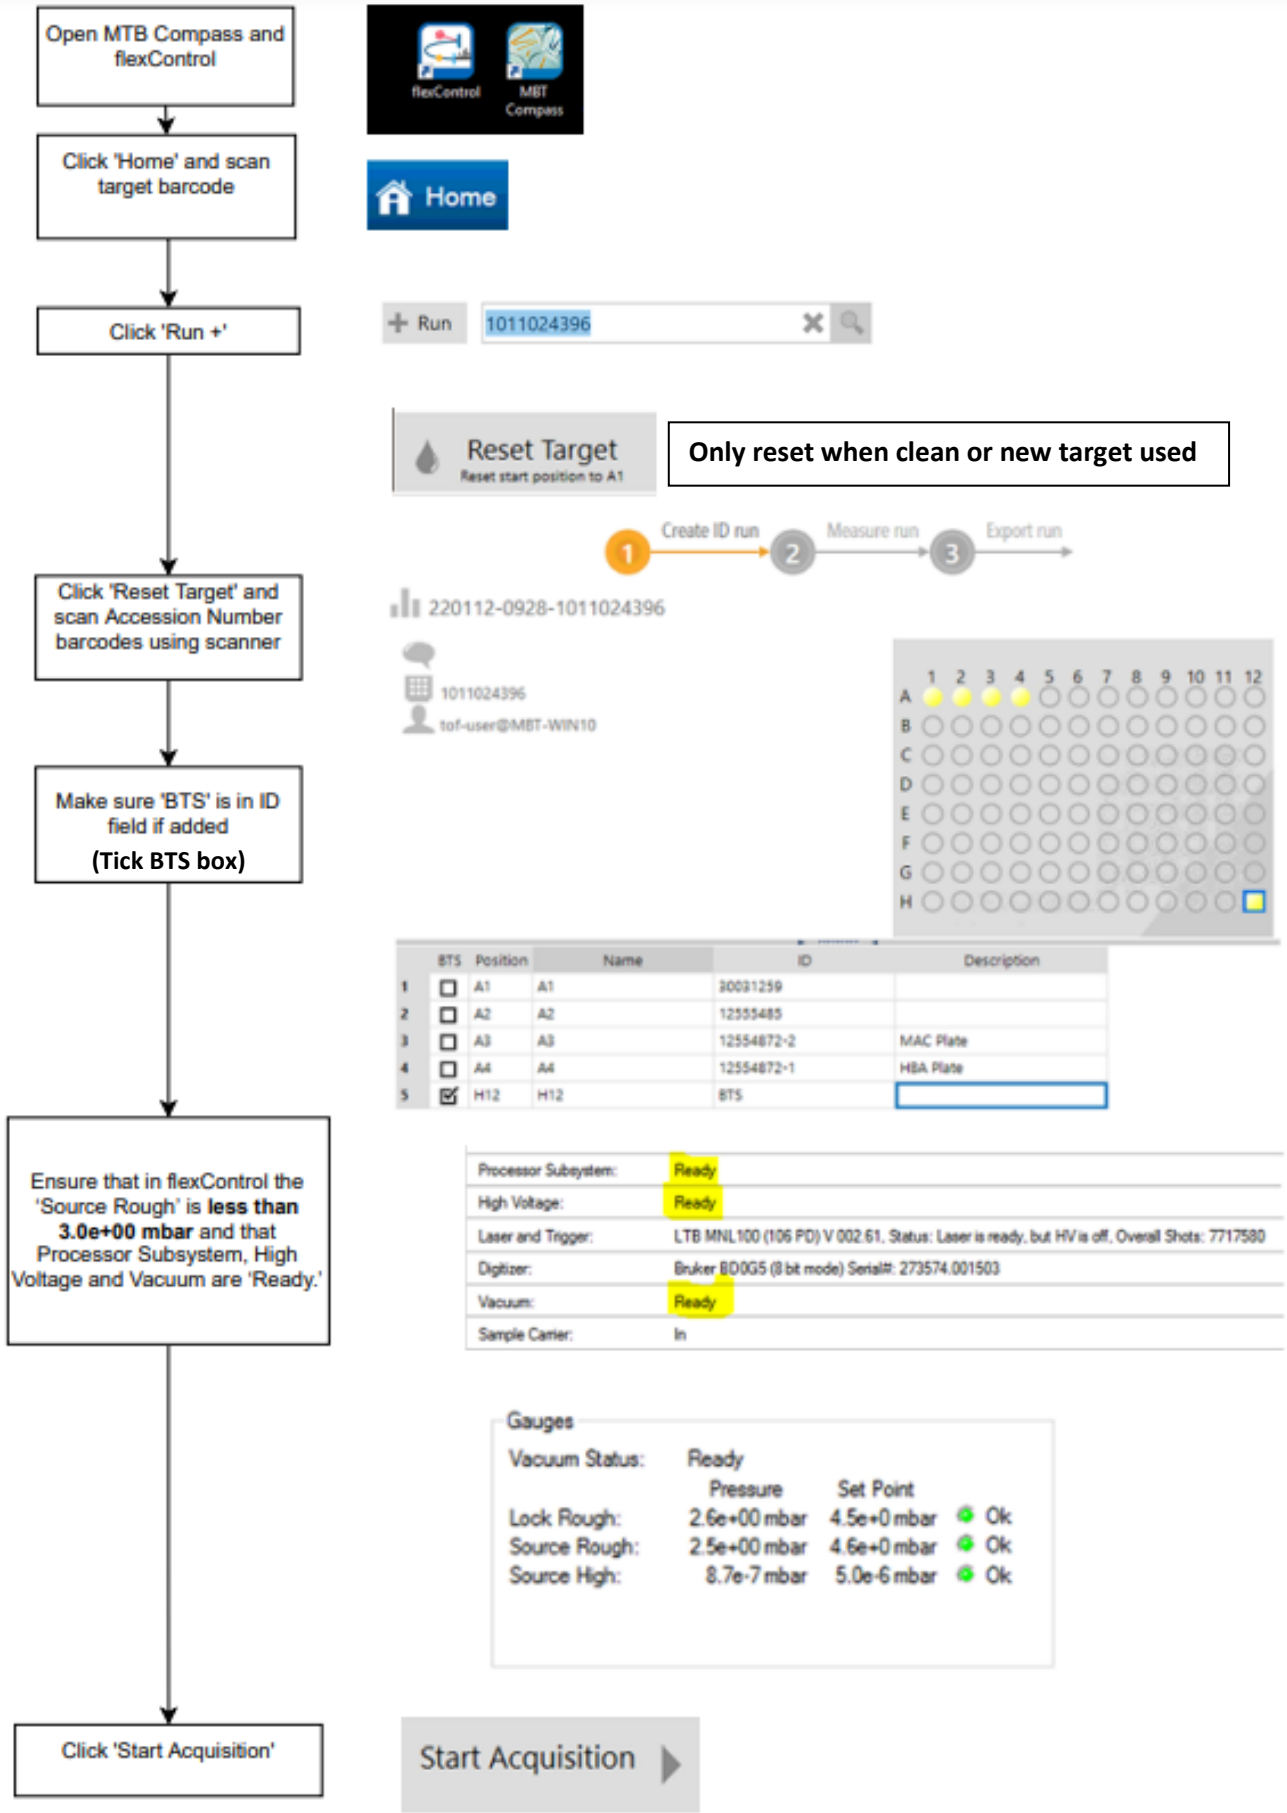 Open MTB Compass and
flexControl
flexControl
MBT
Compass
Click 'Home' and scan
target barcode
Home
Click 'Run +'
+ Run
1011024396
Reset Target
Reset start position to A1
Only reset when clean or new target used
1
Create ID run
2
Measure run
3
Export run
Click 'Reset Target' and
scan Accession Number
barcodes using scanner
220112-0928-1011024396
1011024396
tof-user@MBT-WIN10
1 2 3 4 5 6 7 8 9 10 11 12
A
B
C
D
E
F
G
H
Make sure 'BTS' is in ID
field if added
(Tick BTS box)
BTS Position Name ID Description
1 A1 A1 30031259
2 A2 A2 12555485
3 A3 A3 12554872-2 MAC Plate
4 A4 A4 12554872-1 HBA Plate
5 H12 H12 BTS
Ensure that in flexControl the
'Source Rough' is less than
3.0e+00 mbar and that
Processor Subsystem, High
Voltage and Vacuum are 'Ready.'
Processor Subsystem: Ready
High Voltage: Ready
Laser and Trigger: LTB MNL100 (106 PD) V 002.61, Status: Laser is ready, but HV is off, Overall Shots: 7717580
Digitizer: Bruker BD0G5 (8 bit mode) Serial#: 273574.001503
Vacuum: Ready
Sample Carrier: In
Gauges
Vacuum Status: Ready
Pressure Set Point
Lock Rough: 2.6e+00 mbar 4.5e+0 mbar Ok
Source Rough: 2.5e+00 mbar 4.6e+0 mbar Ok
Source High: 8.7e-7 mbar 5.0e-6 mbar Ok
Click 'Start Acquisition'
Start Acquisition